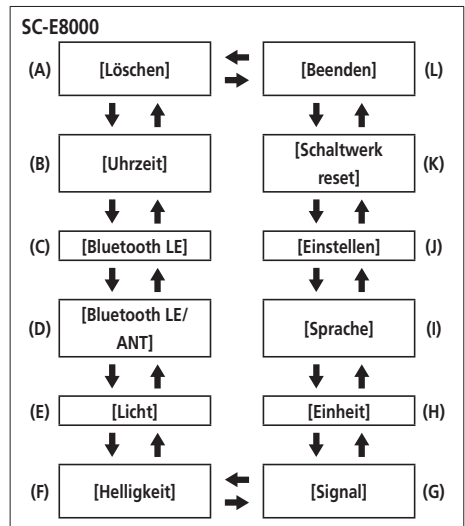 SC-E8000
(A) [Löschen] [Beenden] (L)
(B) [Uhrzeit] [Schaltwerk
reset] (K)
(C) [Bluetooth LE] [Einstellen] (J)
(D) [Bluetooth LE/
ANT] [Sprache] (I)
(E) [Licht] [Einheit] (H)
(F) [Helligkeit] [Signal] (G)